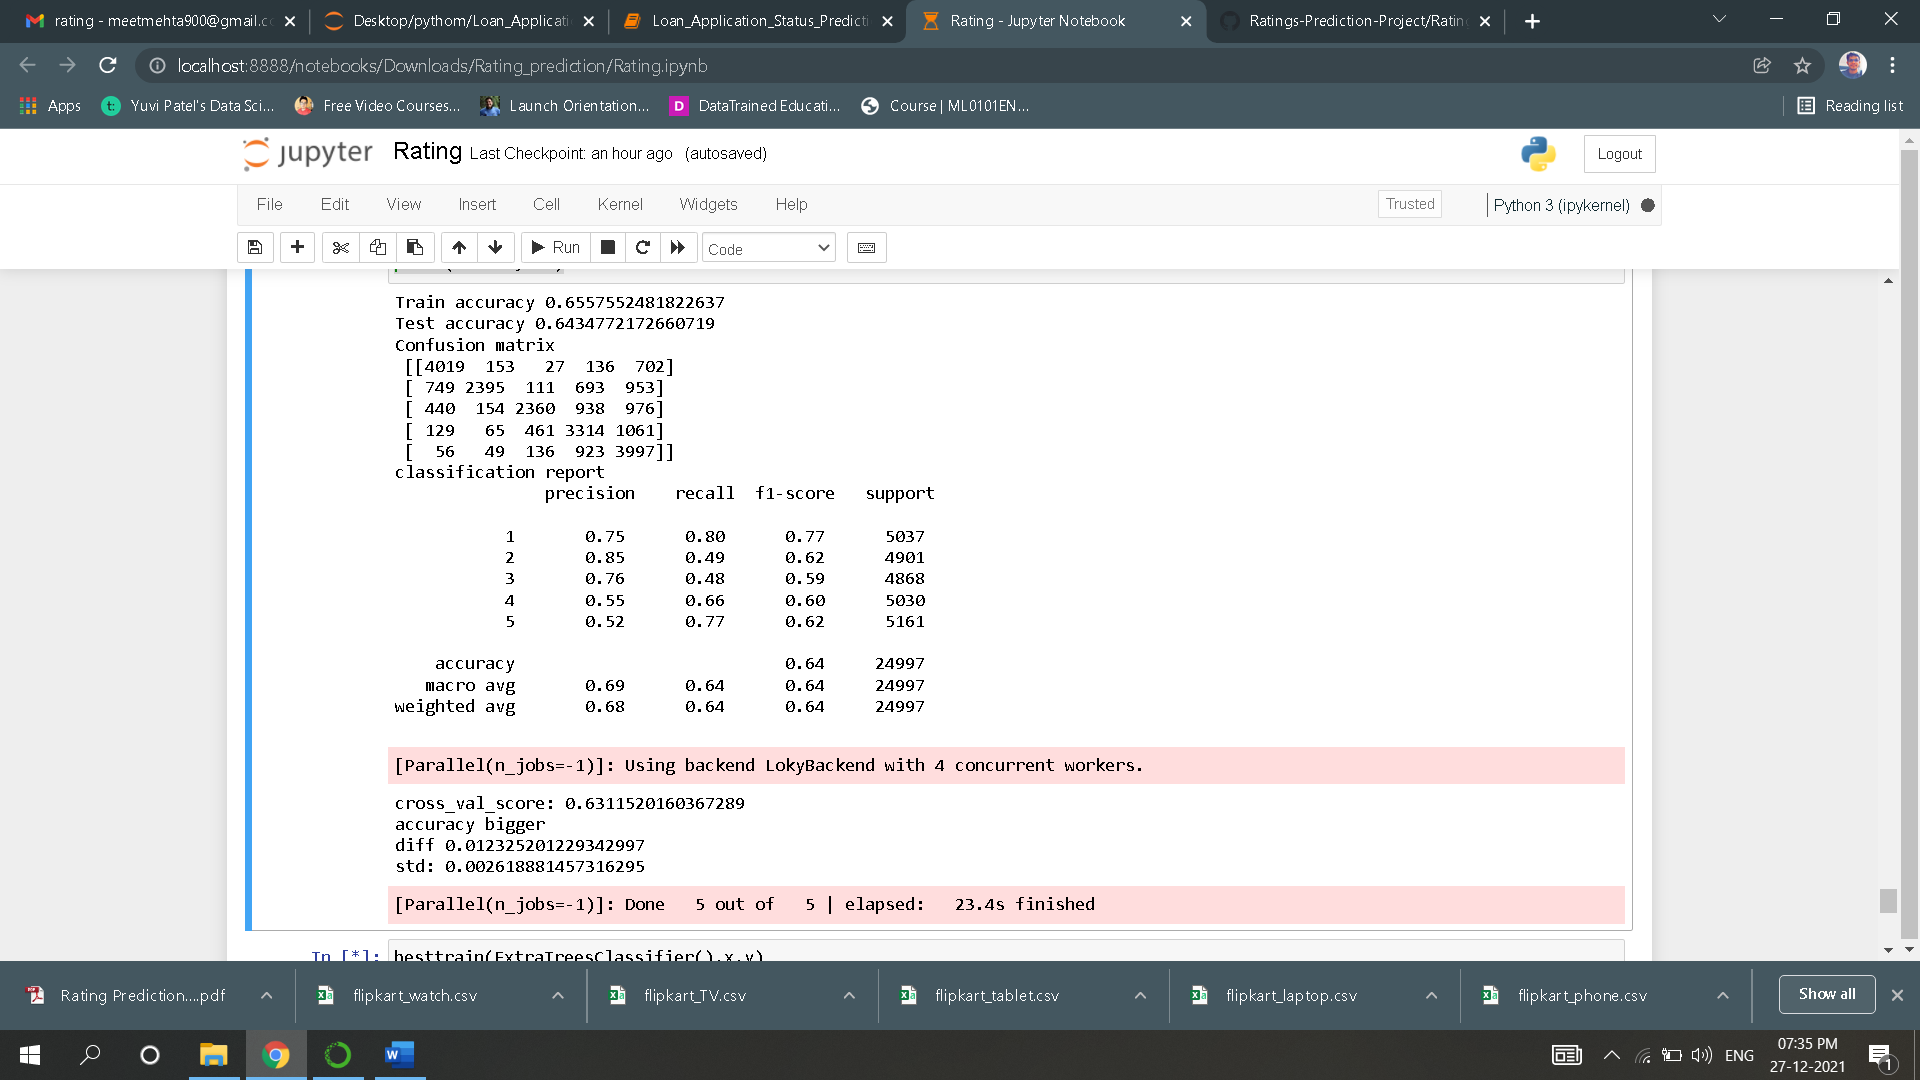 rating - meetmehta900@gmail.c
Desktop/pythom/Loan_Applicati
Loan_Application_Status_Predicti
Rating - Jupyter Notebook
Ratings-Prediction-Project/Rating
localhost:8888/notebooks/Downloads/Rating_prediction/Rating.ipynb
Apps
t:
Yuvi Patel's Data Sci...
Free Video Courses...
Launch Orientation...
D
DataTrained Educati...
Course | ML0101EN...
Reading list
jupyter
Rating Last Checkpoint: an hour ago (autosaved)
Logout
File Edit View Insert Cell Kernel Widgets Help
Trusted
Python 3 (ipykernel)
Run
Code
Train accuracy 0.6557552481822637
Test accuracy 0.6434772172660719
Confusion matrix
[[4019 153 27 136 702]
[ 749 2395 111 693 953]
[ 440 154 2360 938 976]
[ 129 65 461 3314 1061]
[ 56 49 136 923 3997]]
classification report
precision recall f1-score support
1 0.75 0.80 0.77 5037
2 0.85 0.49 0.62 4901
3 0.76 0.48 0.59 4868
4 0.55 0.66 0.60 5030
5 0.52 0.77 0.62 5161
accuracy 0.64 24997
macro avg 0.69 0.64 0.64 24997
weighted avg 0.68 0.64 0.64 24997
[Parallel(n_jobs=-1)]: Using backend LokyBackend with 4 concurrent workers.
cross_val_score: 0.6311520160367289
accuracy bigger
diff 0.012325201229342997
std: 0.002618881457316295
[Parallel(n_jobs=-1)]: Done 5 out of 5 | elapsed: 23.4s finished
In [*]: besttrain(ExtraTreesClassifier(),x,y)
Rating Prediction....pdf
flipkart_watch.csv
flipkart_TV.csv
flipkart_tablet.csv
flipkart_laptop.csv
flipkart_phone.csv
Show all
W
ENG
07:35 PM
27-12-2021
1